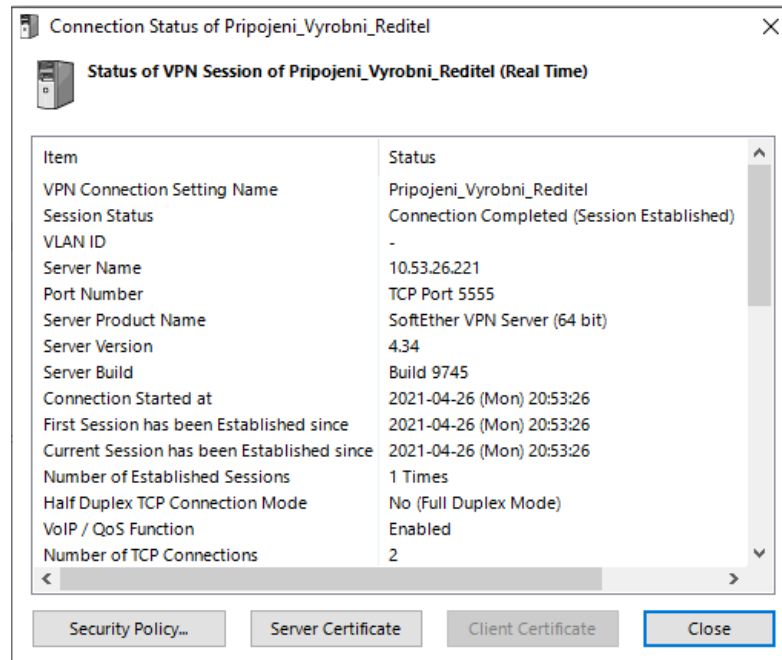 Connection Status of Pripojeni_Vyrobni_Reditel
Status of VPN Session of Pripojeni_Vyrobni_Reditel (Real Time)
Item Status
VPN Connection Setting Name Pripojeni_Vyrobni_Reditel
Session Status Connection Completed (Session Established)
VLAN ID -
Server Name 10.53.26.221
Port Number TCP Port 5555
Server Product Name SoftEther VPN Server (64 bit)
Server Version 4.34
Server Build Build 9745
Connection Started at 2021-04-26 (Mon) 20:53:26
First Session has been Established since 2021-04-26 (Mon) 20:53:26
Current Session has been Established since 2021-04-26 (Mon) 20:53:26
Number of Established Sessions 1 Times
Half Duplex TCP Connection Mode No (Full Duplex Mode)
VoIP / QoS Function Enabled
Number of TCP Connections 2
Security Policy... Server Certificate Client Certificate Close